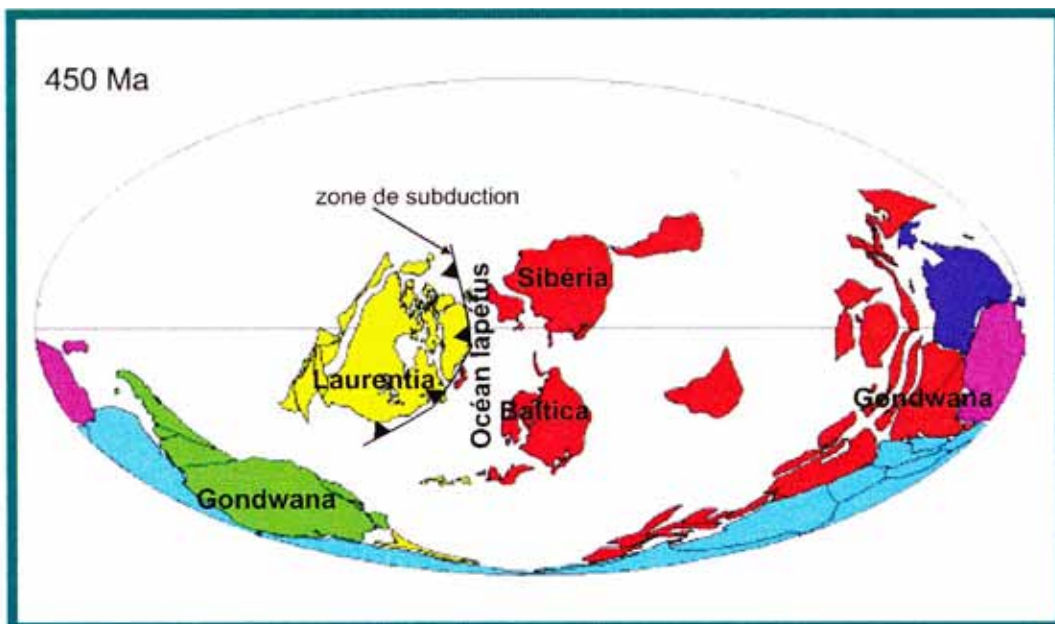 450 Ma
zone de subduction
Océan Iapétus
Sibéria
Laurentia
Baltica
Gondwana
Gondwana